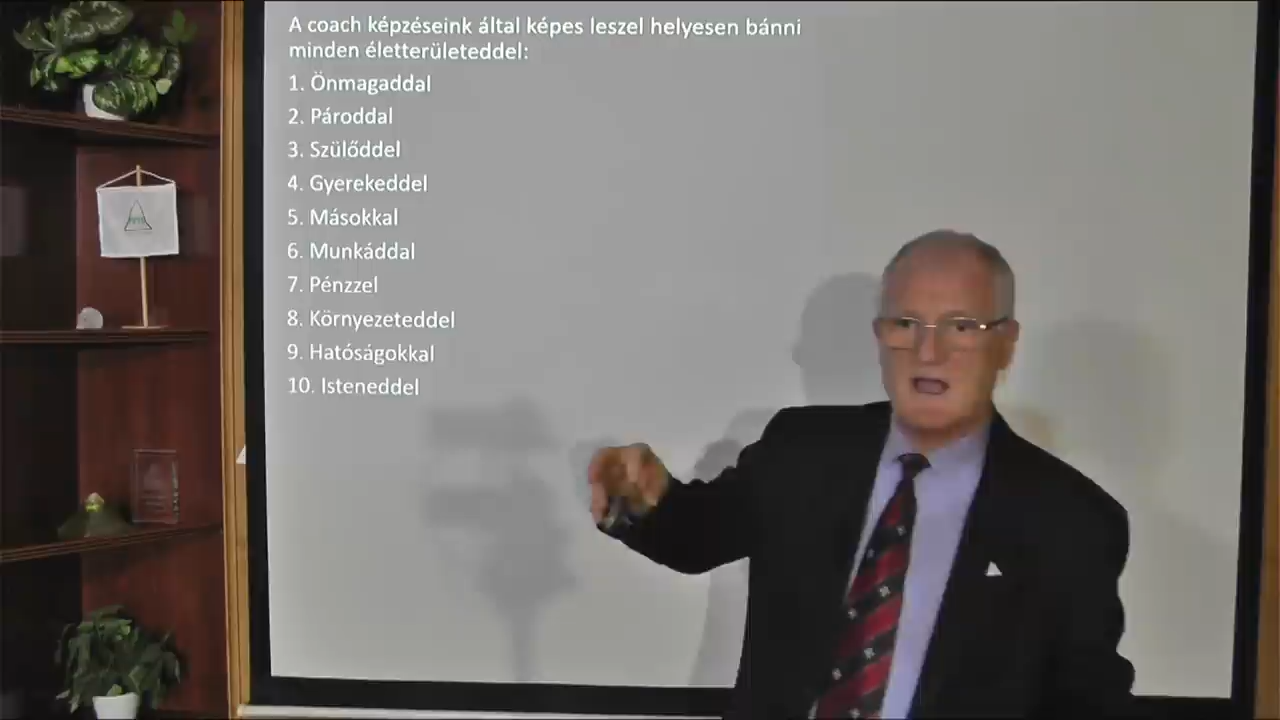 A coach képzéseink által képes leszel helyesen bánni
minden életterületeddel:
1. Önmagaddal
2. Pároddal
3. Szülőddel
4. Gyerekeddel
5. Másokkal
6. Munkáddal
7. Pénzzel
8. Környezeteddel
9. Hatóságokkal
10. Isteneddel